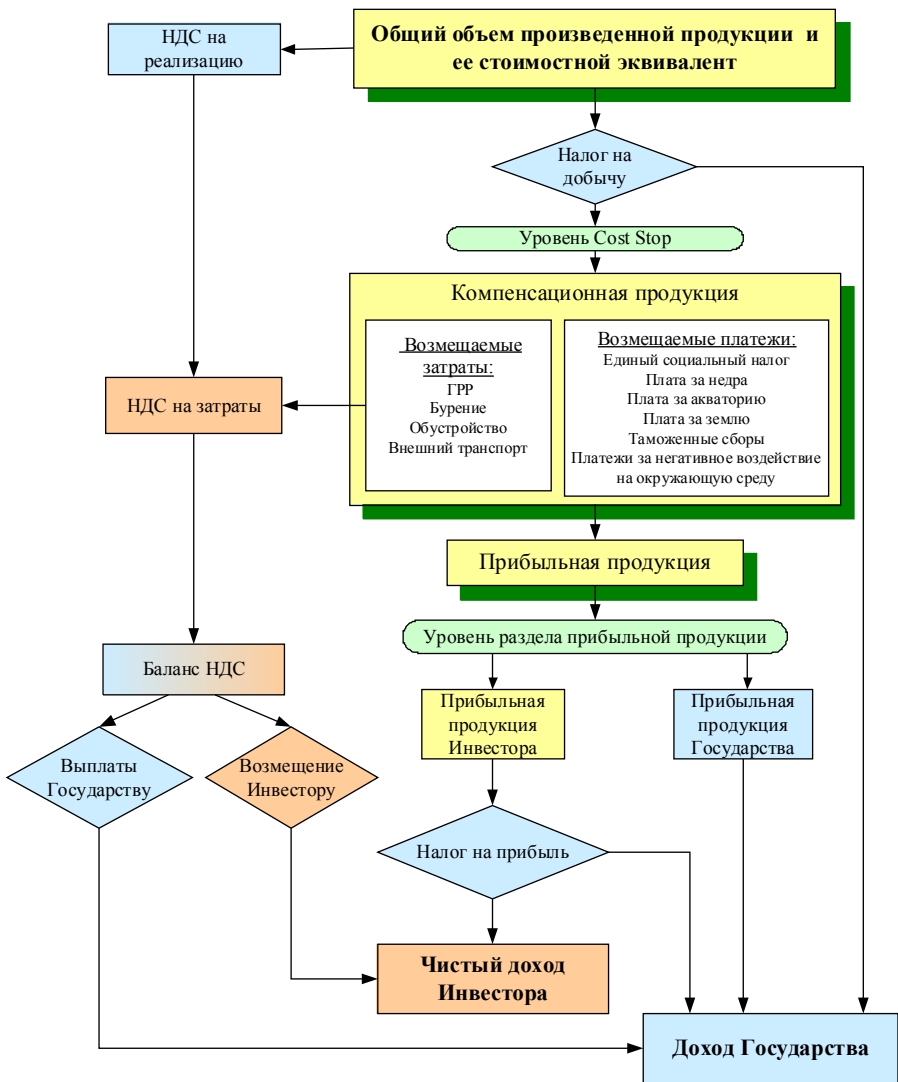 НДС на
реализацию
Общий объем произведенной продукции и
ее стоимостной эквивалент
Налог на
добычу
Уровень Cost Stop
Компенсационная продукция
Возмещаемые
затраты:
ГРР
Бурение
Обустройство
Внешний транспорт
Возмещаемые платежи:
Единый социальный налог
Плата за недра
Плата за акваторию
Плата за землю
Таможенные сборы
Платежи за негативное воздействие
на окружающую среду
НДС на затраты
Прибыльная продукция
Уровень раздела прибыльной продукции
Баланс НДС
Прибыльная
продукция
Инвестора
Прибыльная
продукция
Государства
Выплаты
Государству
Возмещение
Инвестору
Налог на прибыль
Чистый доход
Инвестора
Доход Государства